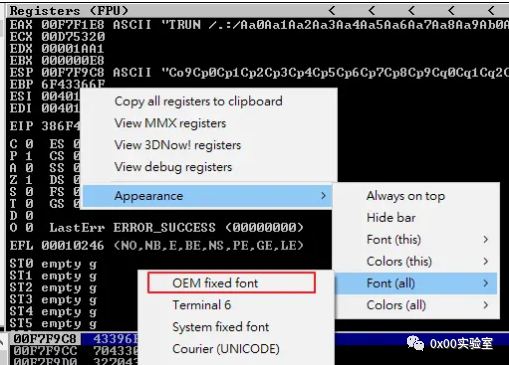 Registers (FPU) < < < < <
EAX 00F7F1E8 ASCII "TRUN /.:/Aa0Aa1Aa2Aa3Aa4Aa5Aa6Aa7Aa8Aa9Ab0A
ECX 00D75320
EDX 00001AA1
EBX 000000E8
ESP 00F7F9C8 ASCII "Co9Cp0Cp1Cp2Cp3Cp4Cp5Cp6Cp7Cp8Cp9Cq0Cq1Cq2C
EBP 6F43366F
ESI 00401
EDI 00401
Copy all registers to clipboard
EIP 386F4
View MMX registers
C 0 ES 0
View 3DNow! registers
P 1 CS 0
A 0 SS 0
View debug registers
Z 1 DS 0
S 0 FS 0
Appearance >
Always on top
T 0 GS 0
D 0
Hide bar
O 0 LastErr ERROR_SUCCESS (00000000)
Font (this) >
EFL 00010246 (NO,NB,E,BE,NS,PE,GE,LE)
Colors (this) >
ST0 empty g
ST1 empty g
OEM fixed font
Font (all) >
ST2 empty g
Terminal 6
Colors (all) >
ST3 empty g
ST4 empty g
System fixed font
ST5 empty g
00F7F9C8 43396
Courier (UNICODE)
0x00实验室
00F7F9CC 704330
00F7F9D0 327043